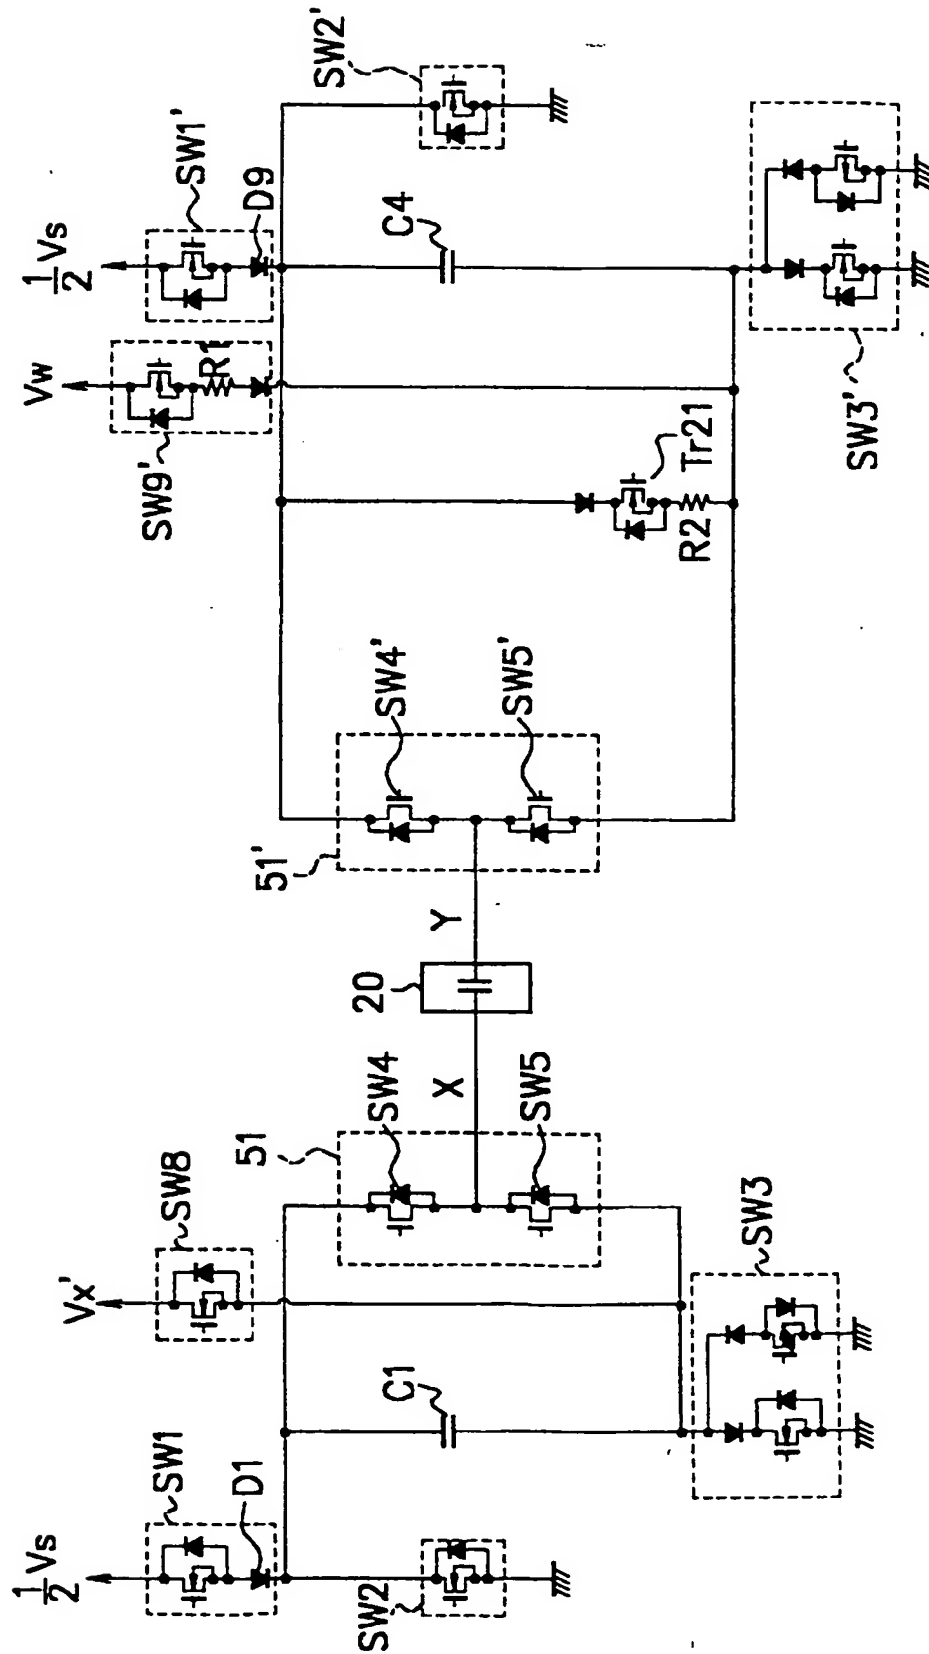 1/2 Vs
SW1
D1
SW2
C1
Vx'
SW8
SW3
51
SW4
SW5
X
20
Y
51'
SW4'
SW5'
SW9'
Vw
R1
R2
Tr21
1/2 Vs
SW1'
D9
C4
SW2'
SW3'